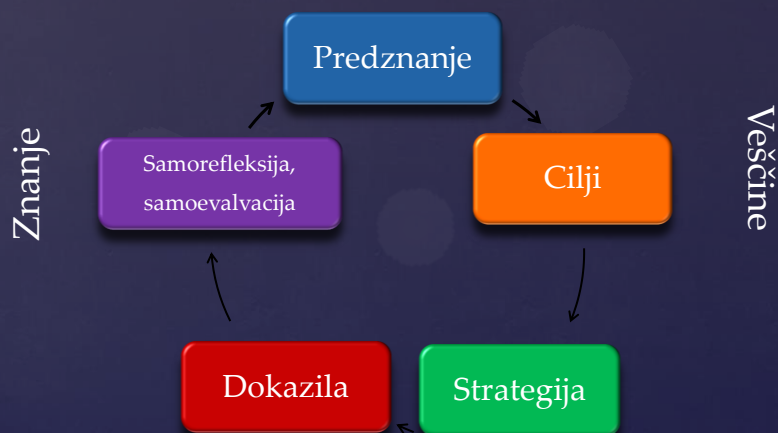 Predznanje
Znanje
Samorefleksija,
samoevalvacija
Cilji
Veščine
Dokazila
Strategija